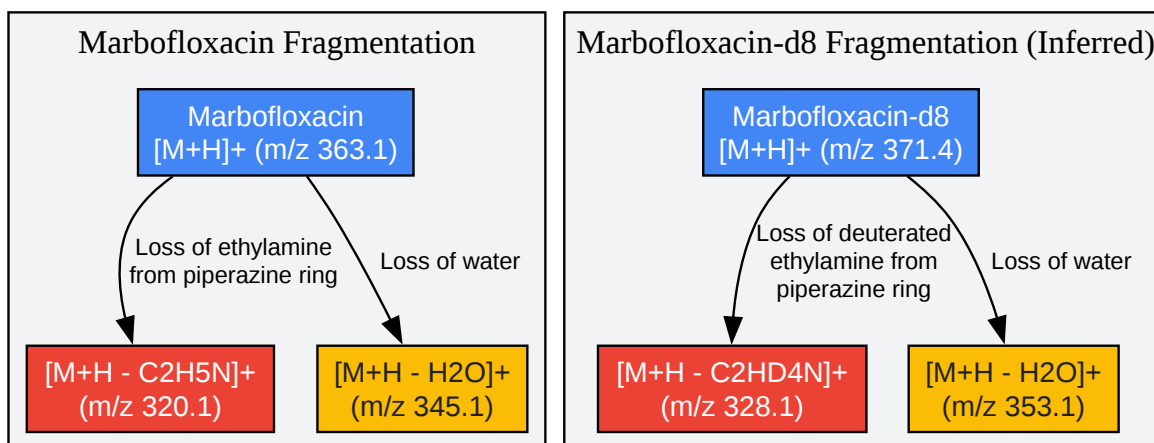 Marbofloxacin Fragmentation
Marbofloxacin
[M+H]+ (m/z 363.1)
Loss of ethylamine
from piperazine ring
Loss of water
[M+H - C2H5N]+
(m/z 320.1)
[M+H - H2O]+
(m/z 345.1)
Marbofloxacin-d8 Fragmentation (Inferred)
Marbofloxacin-d8
[M+H]+ (m/z 371.4)
Loss of deuterated
ethylamine from
piperazine ring
Loss of water
[M+H - C2HD4N]+
(m/z 328.1)
[M+H - H2O]+
(m/z 353.1)